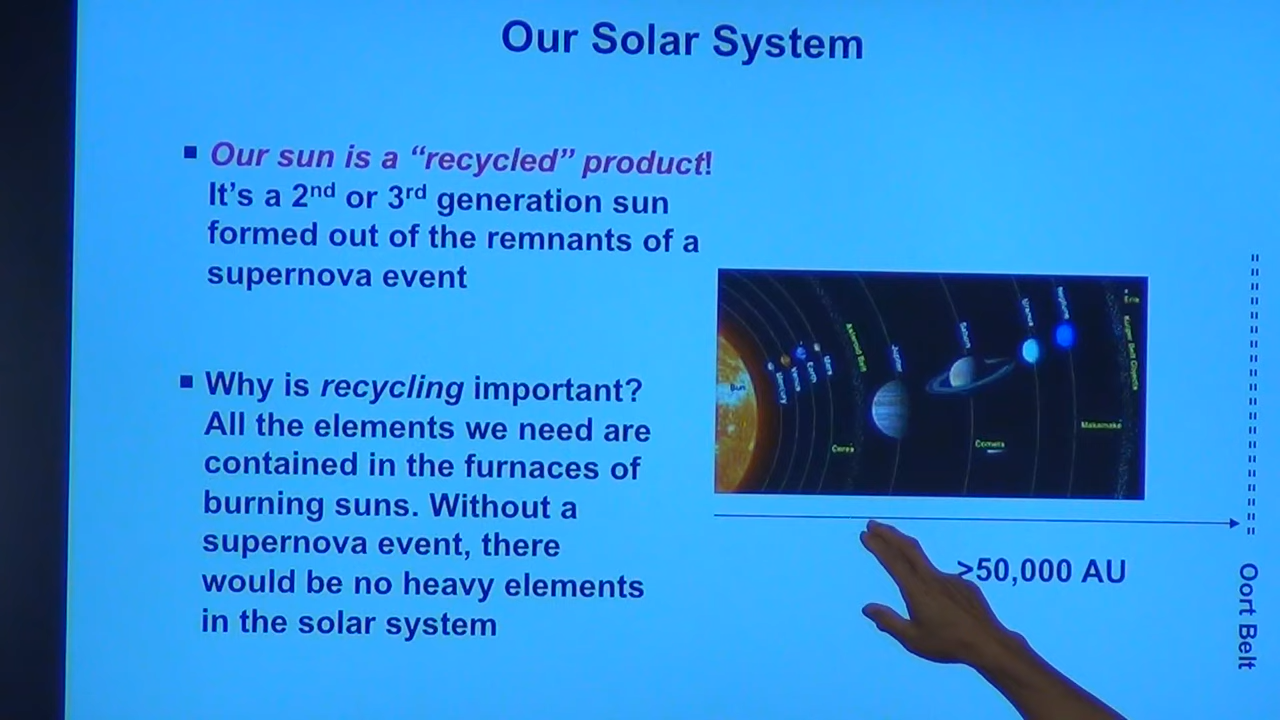 Our Solar System
Our sun is a “recycled” product!
It’s a 2nd or 3rd generation sun
formed out of the remnants of a
supernova event
Why is recycling important?
All the elements we need are
contained in the furnaces of
burning suns. Without a
supernova event, there
would be no heavy elements
in the solar system
Sun
Mercury
Venus
Earth
Mars
Asteroid Belt
Ceres
Jupiter
Saturn
Comets
Uranus
Neptune
Makemake
Eris
Kuiper Belt Objects
>50,000 AU
Oort Belt